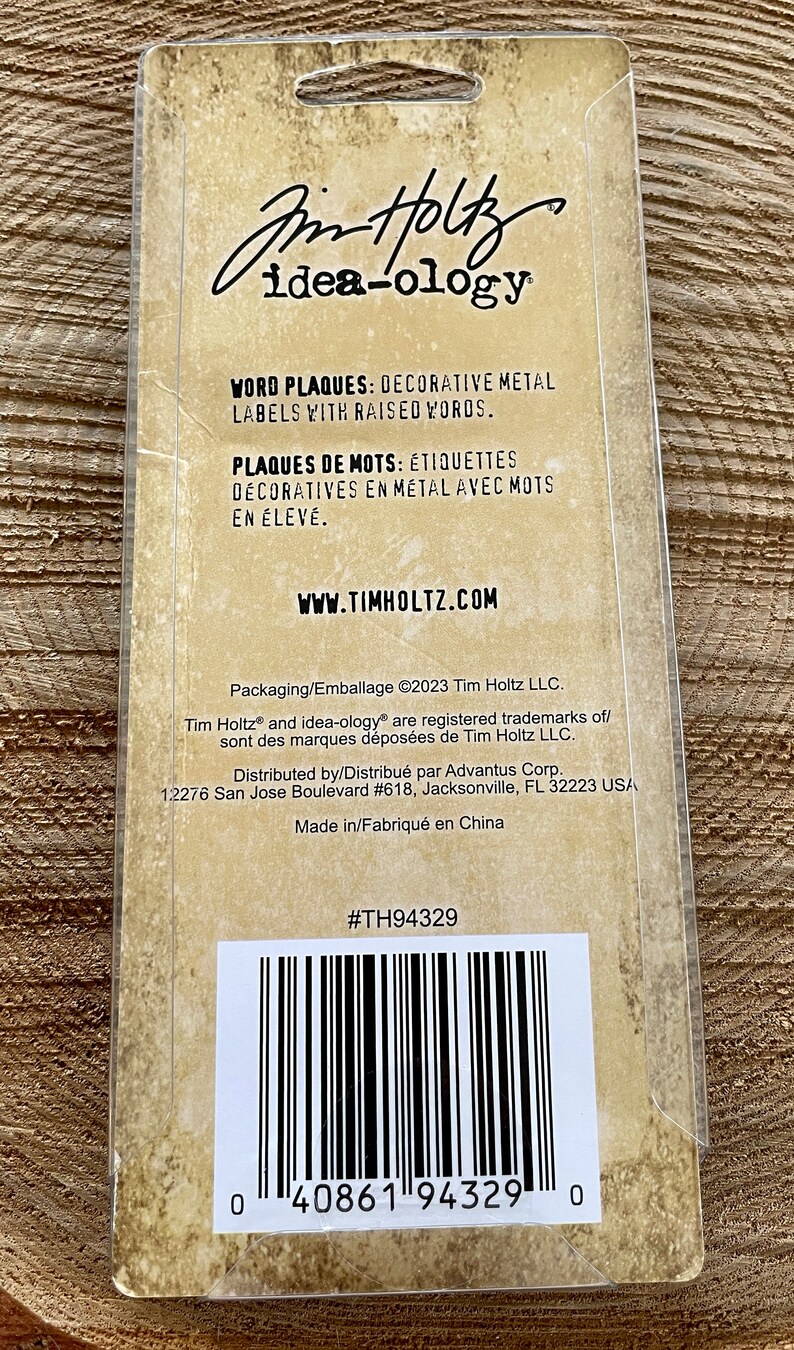 Tim Holtz®
idea-ology®
WORD PLAQUES: DECORATIVE METAL
LABELS WITH RAISED WORDS.
PLAQUES DE MOTS: ÉTIQUETTES
DÉCORATIVES EN MÉTAL AVEC MOTS
EN ÉLEVÉ.
WWW.TIMHOLTZ.COM
Packaging/Emballage ©2023 Tim Holtz LLC.
Tim Holtz® and idea-ology® are registered trademarks of/
sont des marques déposées de Tim Holtz LLC.
Distributed by/Distribué par Advantus Corp.
12276 San Jose Boulevard #618, Jacksonville, FL 32223 USA
Made in/Fabriqué en China
#TH94329
0 40861 94329 0